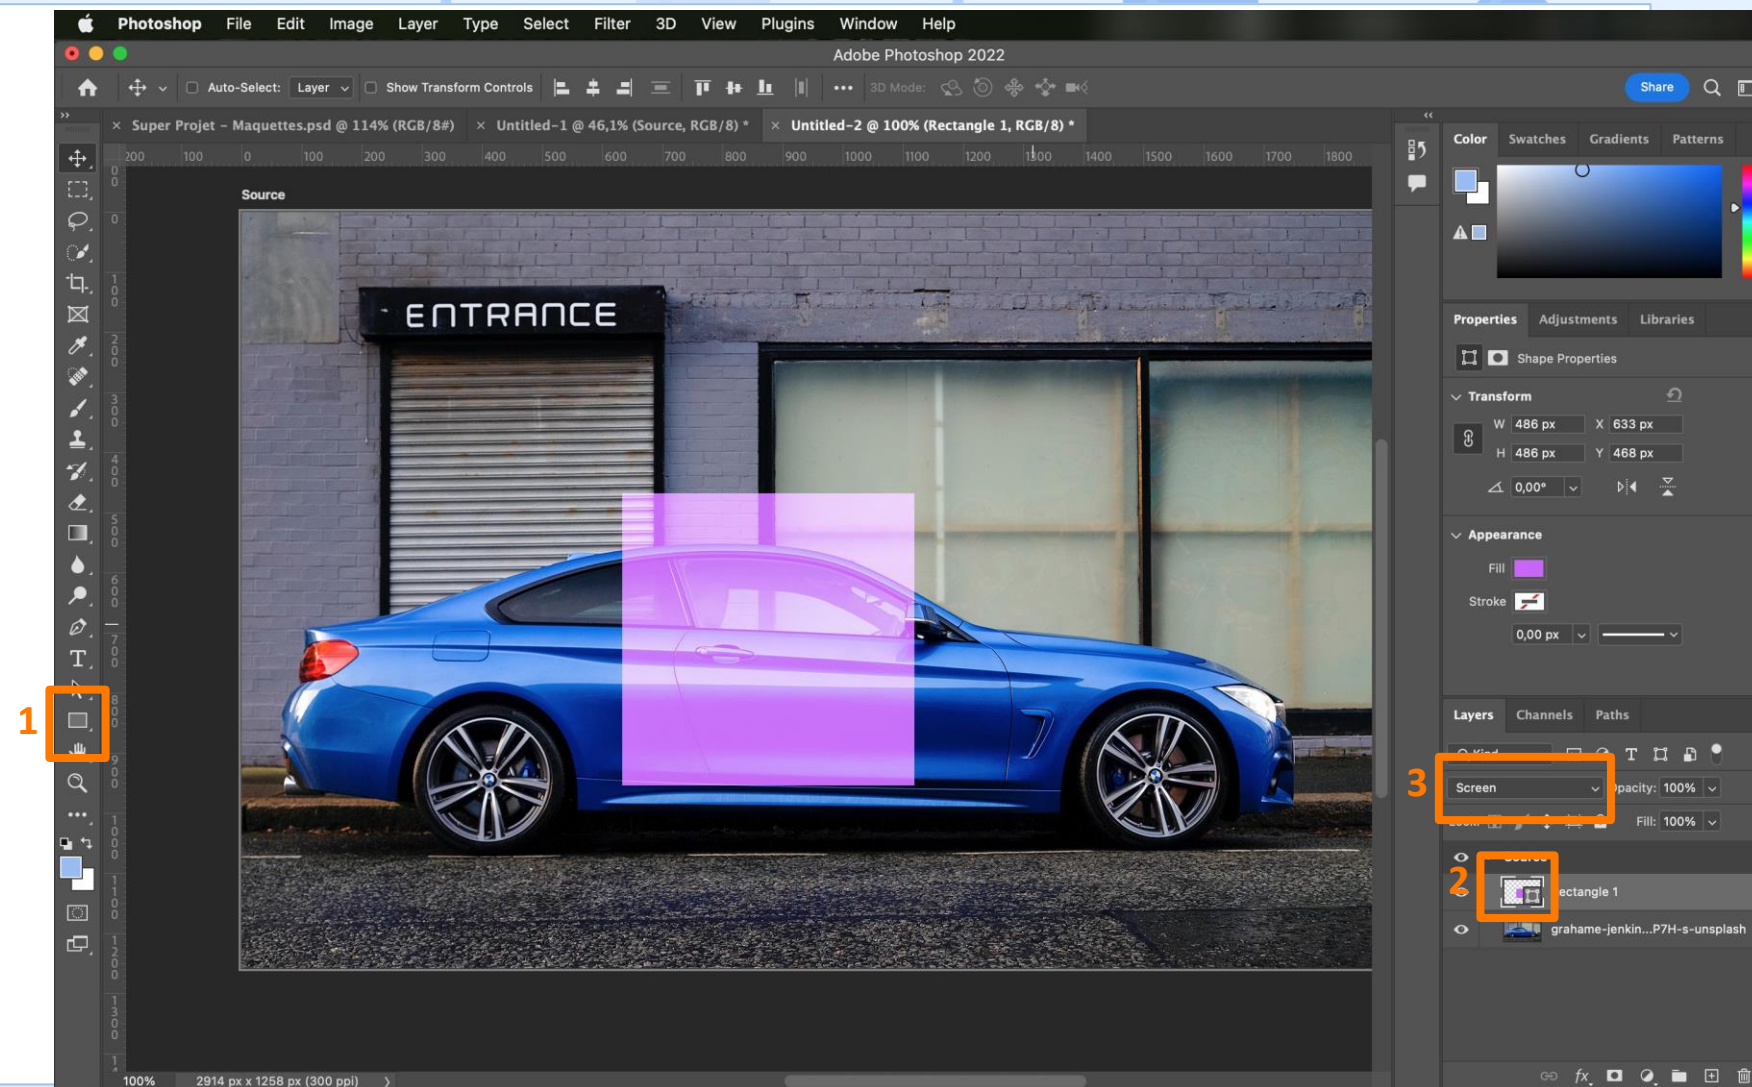 Photoshop File Edit Image Layer Type Select Filter 3D View Plugins Window Help
Adobe Photoshop 2022
Auto-Select: Layer Show Transform Controls 3D Mode: Share
× Super Projet – Maquettes.psd @ 114% (RGB/8#) × Untitled-1 @ 46,1% (Source, RGB/8) * × Untitled-2 @ 100% (Rectangle 1, RGB/8) *
200 100 0 100 200 300 400 500 600 700 800 900 1000 1100 1200 1300 1400 1500 1600 1700 1800
Color Swatches Gradients Patterns
Source
ENTRANCE
Properties Adjustments Libraries
Shape Properties
Transform
W 486 px X 633 px
H 486 px Y 468 px
0,00°
Appearance
Fill
Stroke
0,00 px
1
Layers Channels Paths
3
Screen Opacity: 100%
Fill: 100%
2
Rectangle 1
grahame-jenkin...P7H-s-unsplash
100% 2914 px x 1258 px (300 ppi)
fx